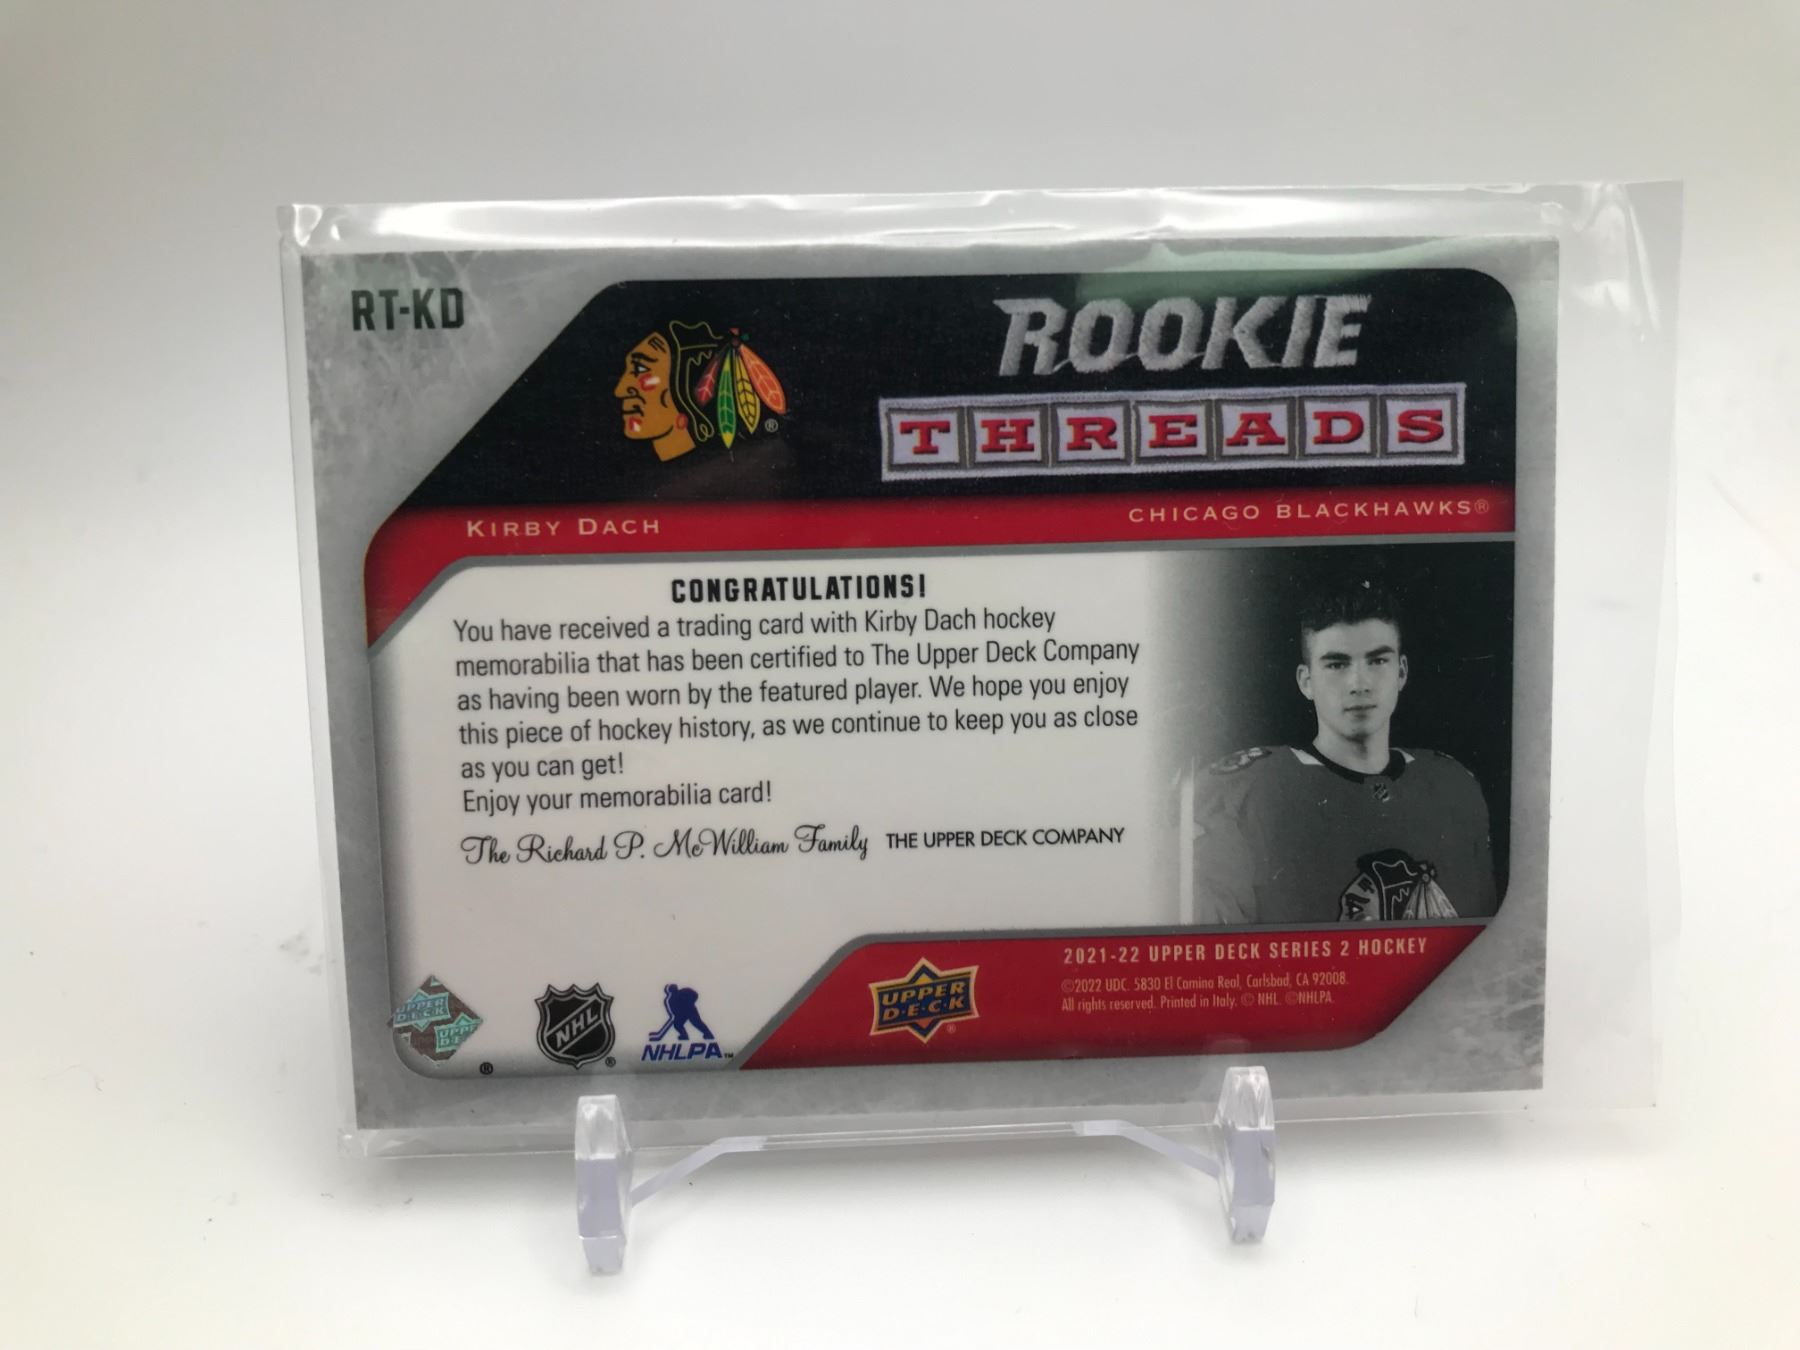 RT-KD
ROOKIE
THREADS
KIRBY DACH
CHICAGO BLACKHAWKS®
CONGRATULATIONS!
You have received a trading card with Kirby Dach hockey
memorabilia that has been certified to The Upper Deck Company
as having been worn by the featured player. We hope you enjoy
this piece of hockey history, as we continue to keep you as close
as you can get!
Enjoy your memorabilia card!
The Richard P. McWilliam Family THE UPPER DECK COMPANY
2021-22 UPPER DECK SERIES 2 HOCKEY
©2022 UDC. 5830 El Camino Real, Carlsbad, CA 92008.
All rights reserved. Printed in Italy. © NHL. ©NHLPA.
UPPER
D·E·C·K
®
UPPER
D·E·C·K
®
NHL
®
NHLPA™